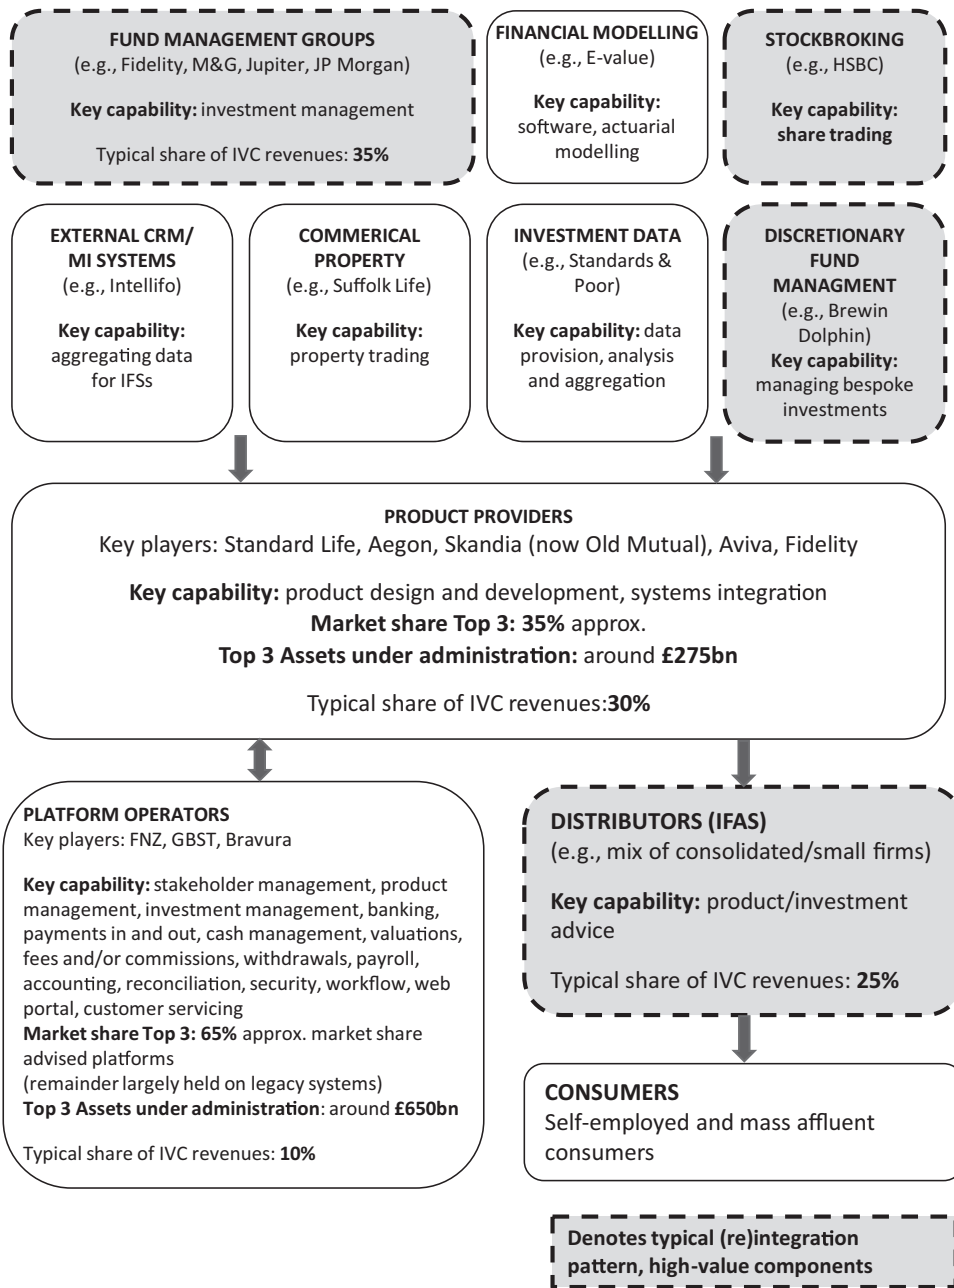 FUND MANAGEMENT GROUPS
(e.g., Fidelity, M&G, Jupiter, JP Morgan)
Key capability: investment management
Typical share of IVC revenues: 35%
FINANCIAL MODELLING
(e.g., E-value)
Key capability:
software, actuarial
modelling
STOCKBROKING
(e.g., HSBC)
Key capability:
share trading
EXTERNAL CRM/
MI SYSTEMS
(e.g., Intellifo)
Key capability:
aggregating data
for IFSs
COMMERICAL
PROPERTY
(e.g., Suffolk Life)
Key capability:
property trading
INVESTMENT DATA
(e.g., Standards &
Poor)
Key capability: data
provision, analysis
and aggregation
DISCRETIONARY
FUND
MANAGMENT
(e.g., Brewin
Dolphin)
Key capability:
managing bespoke
investments
PRODUCT PROVIDERS
Key players: Standard Life, Aegon, Skandia (now Old Mutual), Aviva, Fidelity
Key capability: product design and development, systems integration
Market share Top 3: 35% approx.
Top 3 Assets under administration: around £275bn
Typical share of IVC revenues:30%
PLATFORM OPERATORS
Key players: FNZ, GBST, Bravura
Key capability: stakeholder management, product
management, investment management, banking,
payments in and out, cash management, valuations,
fees and/or commissions, withdrawals, payroll,
accounting, reconciliation, security, workflow, web
portal, customer servicing
Market share Top 3: 65% approx. market share
advised platforms
(remainder largely held on legacy systems)
Top 3 Assets under administration: around £650bn
Typical share of IVC revenues: 10%
DISTRIBUTORS (IFAS)
(e.g., mix of consolidated/small firms)
Key capability: product/investment
advice
Typical share of IVC revenues: 25%
CONSUMERS
Self-employed and mass affluent
consumers
Denotes typical (re)integration
pattern, high-value components